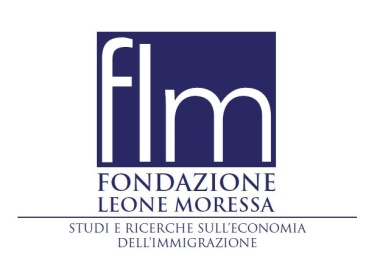 flm
FONDAZIONE
LEONE MORESSA
STUDI E RICERCHE SULL'ECONOMIA
DELL'IMMIGRAZIONE